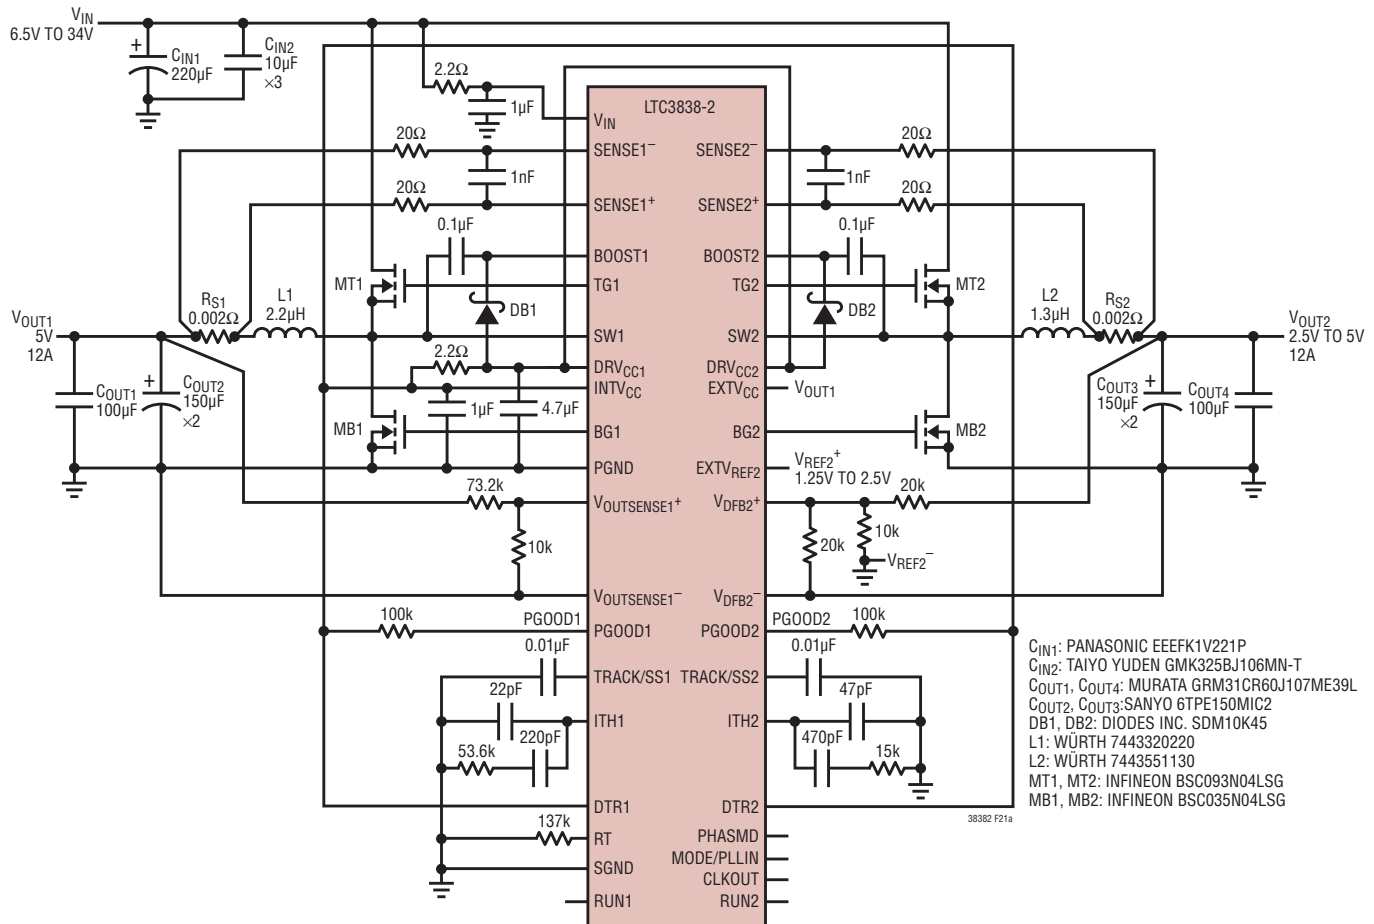 VIN
6.5V TO 34V
+
CIN1
220µF
CIN2
10µF
×3
2.2Ω
1µF
LTC3838-2
VIN
20Ω
SENSE1–
SENSE2–
20Ω
1nF
1nF
20Ω
SENSE1+
SENSE2+
20Ω
0.1µF
BOOST1
BOOST2
0.1µF
MT1
TG1
TG2
MT2
DB1
DB2
VOUT1
5V
12A
RS1
0.002Ω
L1
2.2µH
SW1
SW2
L2
1.3µH
RS2
0.002Ω
VOUT2
2.5V TO 5V
12A
2.2Ω
DRVCC1
DRVCC2
INTVCC
EXTVCC
VOUT1
COUT1
100µF
+
COUT2
150µF
×2
1µF
4.7µF
COUT3
150µF
×2
+
COUT4
100µF
MB1
BG1
BG2
MB2
PGND
EXTVREF2
VREF2+
1.25V TO 2.5V
73.2k
VOUTSENSE1+
VDFB2+
20k
10k
20k
10k
VREF2–
VOUTSENSE1–
VDFB2–
100k
PGOOD1
PGOOD1
PGOOD2
PGOOD2
100k
0.01µF
TRACK/SS1
TRACK/SS2
0.01µF
22pF
ITH1
ITH2
47pF
53.6k
220pF
470pF
15k
DTR1
DTR2
137k
RT
PHASMD
MODE/PLLIN
SGND
CLKOUT
RUN1
RUN2
38382 F21a
CIN1: PANASONIC EEEFK1V221P
CIN2: TAIYO YUDEN GMK325BJ106MN-T
COUT1, COUT4: MURATA GRM31CR60J107ME39L
COUT2, COUT3:SANYO 6TPE150MIC2
DB1, DB2: DIODES INC. SDM10K45
L1: WÜRTH 7443320220
L2: WÜRTH 7443551130
MT1, MT2: INFINEON BSC093N04LSG
MB1, MB2: INFINEON BSC035N04LSG